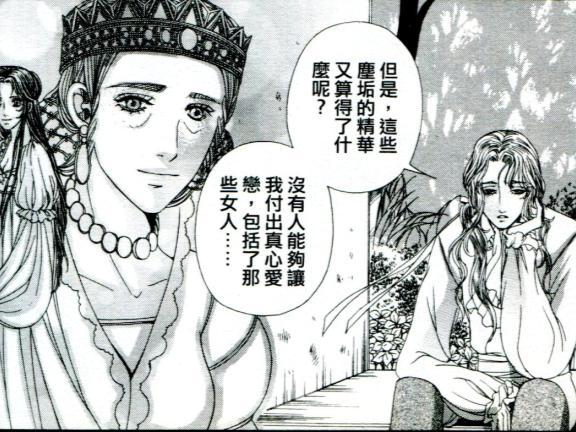 但是，這些
塵垢的精華
又算得了什
麼呢？
沒有人能夠讓
我付出真心愛
戀，包括了那
些女人……